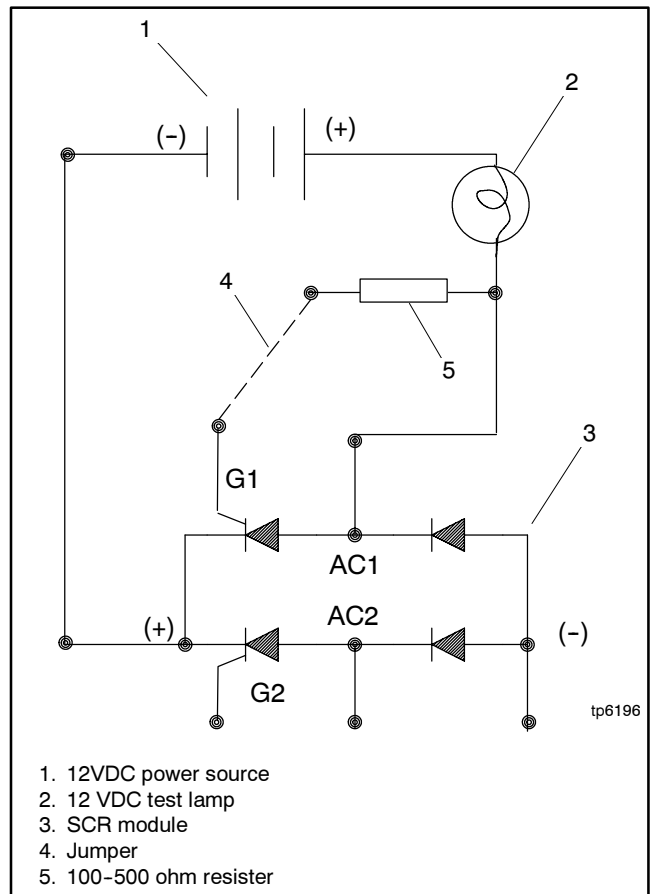 1
2
(-)
(+)
4
5
3
G1
AC1
AC2
(+)
(-)
G2
tp6196
1. 12VDC power source
2. 12 VDC test lamp
3. SCR module
4. Jumper
5. 100-500 ohm resister